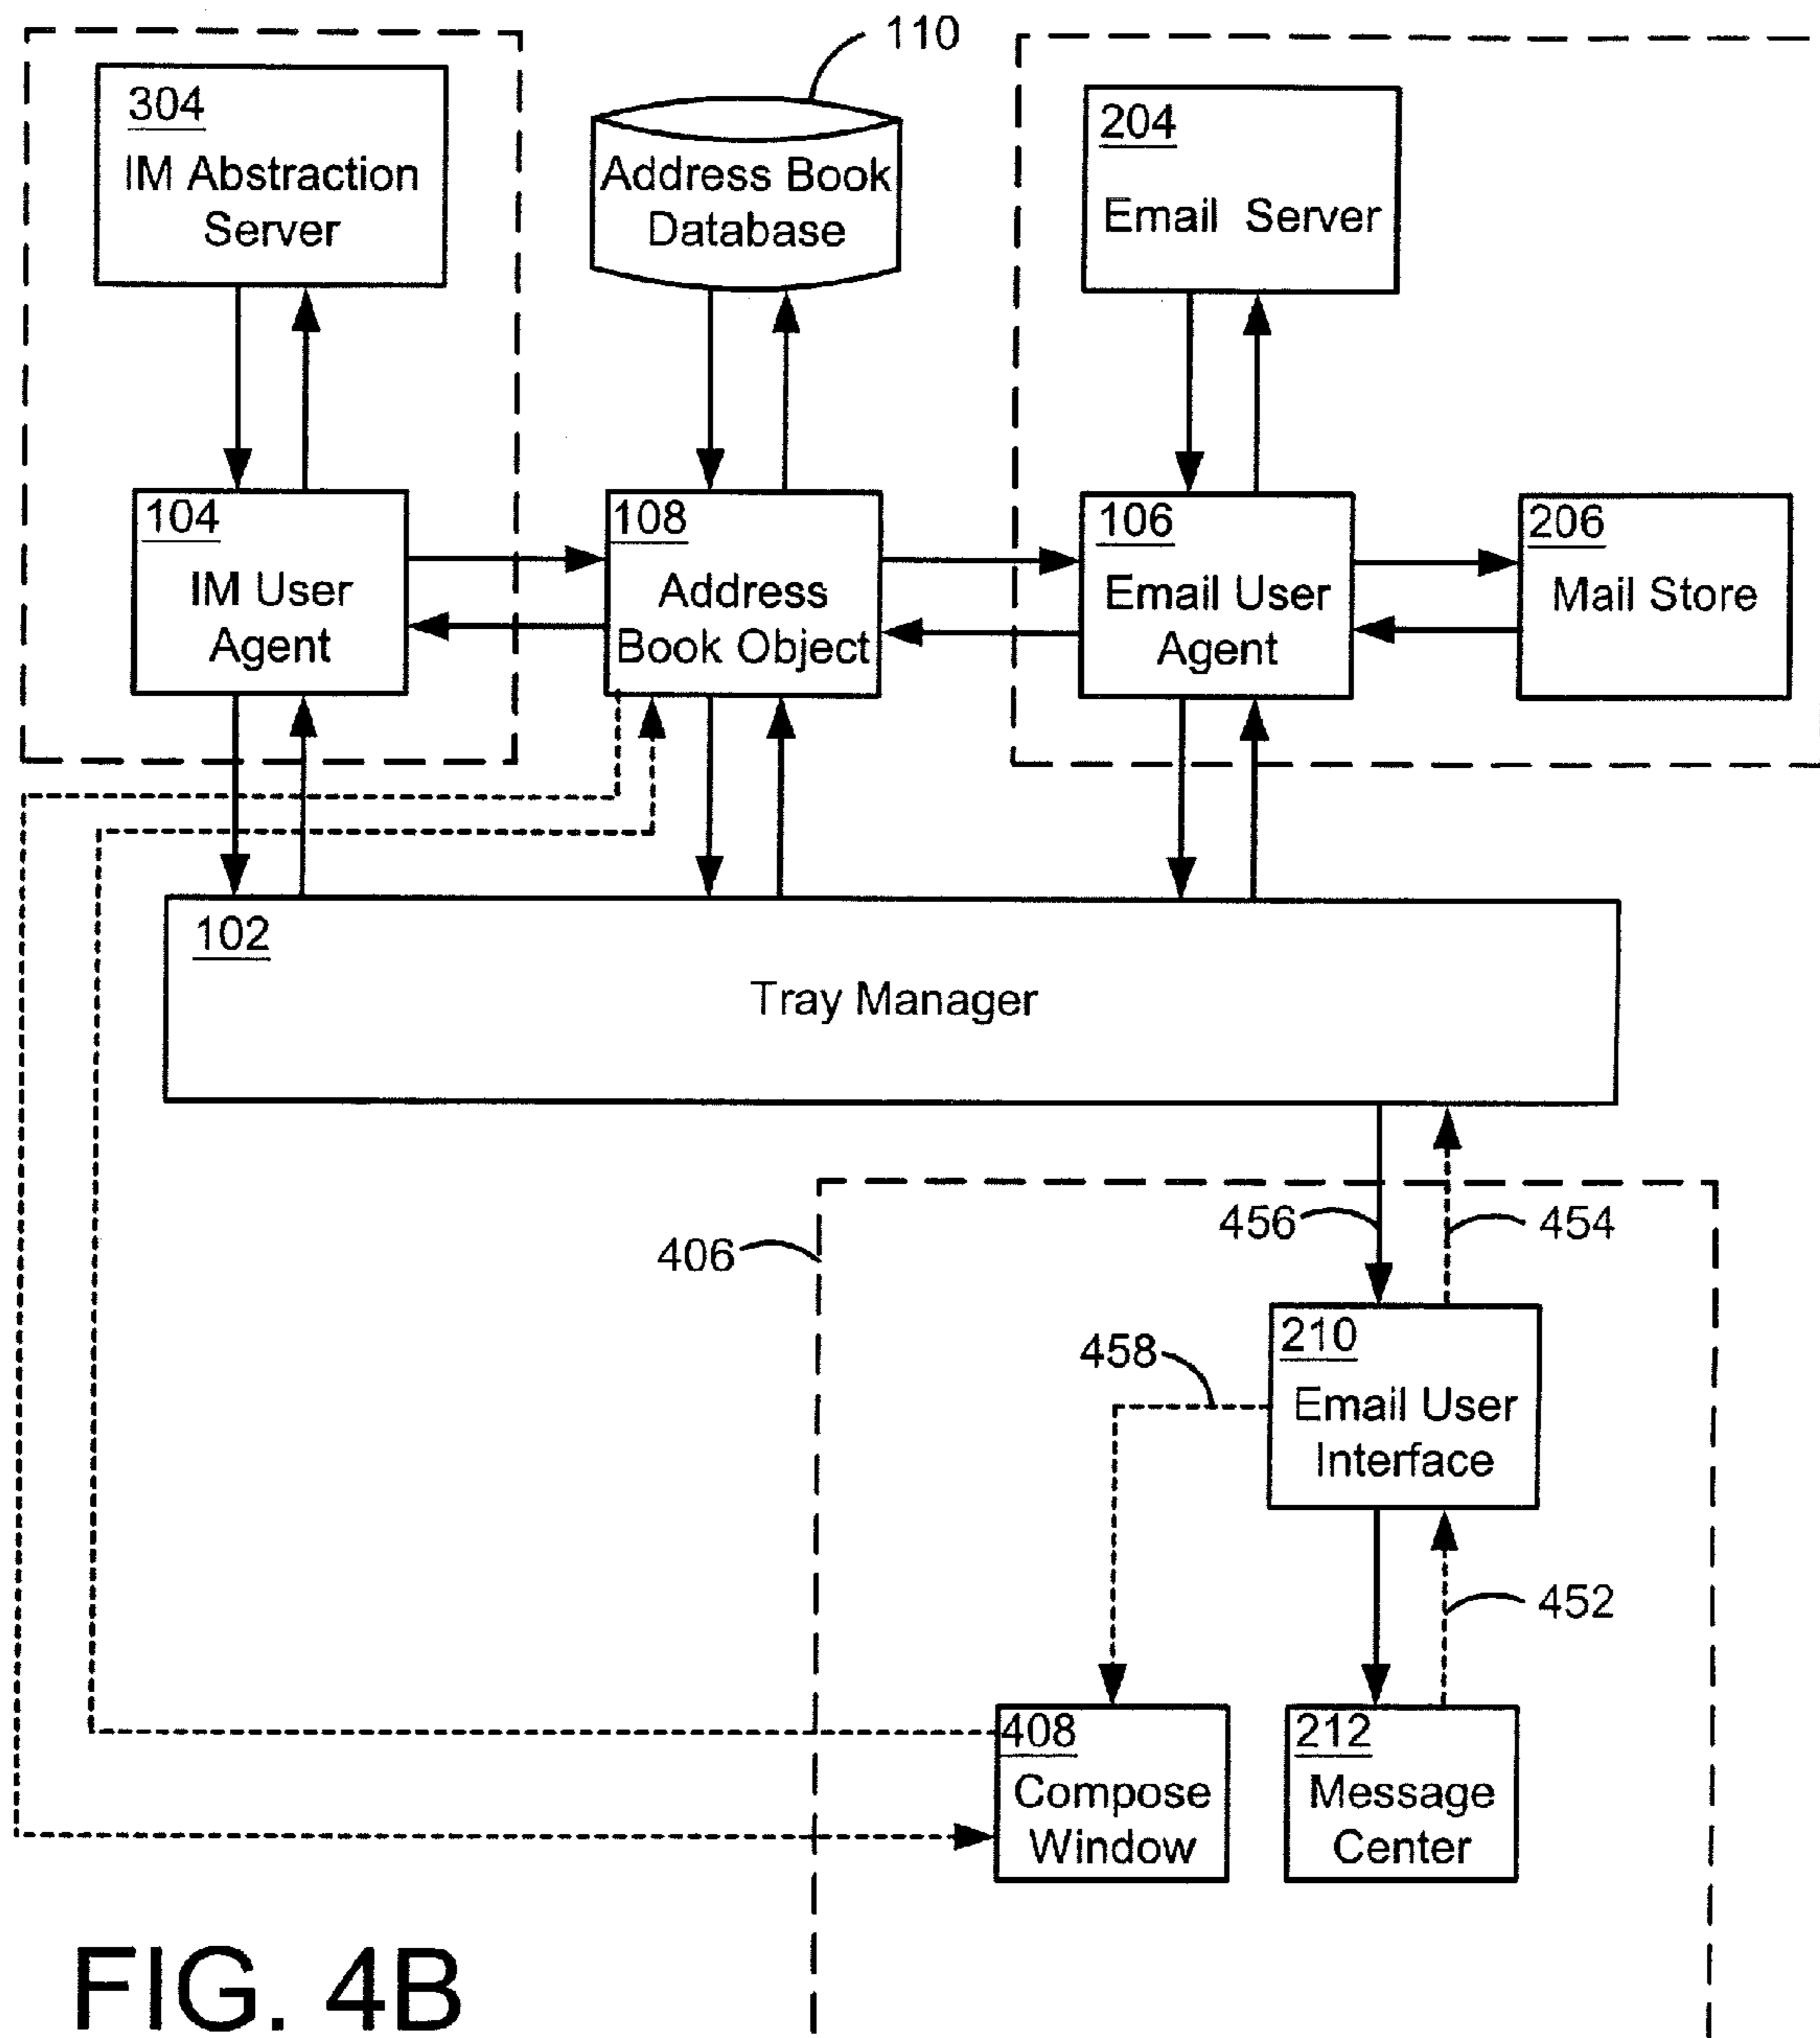 110
304
IM Abstraction
Server
Address Book
Database
204
Email Server
104
IM User
Agent
108
Address
Book Object
106
Email User
Agent
206
Mail Store
102
Tray Manager
406
456
454
458
210
Email User
Interface
452
408
Compose
Window
212
Message
Center
FIG. 4B